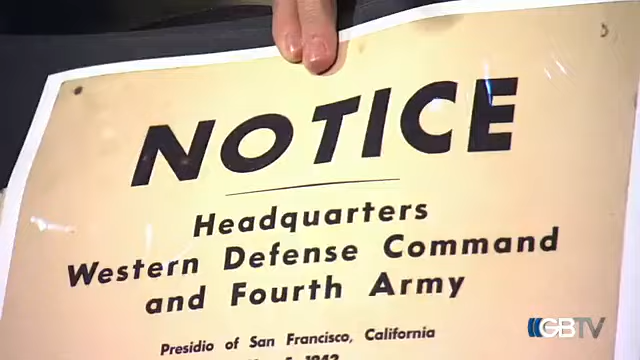 NOTICE
Headquarters
Western Defense Command
and Fourth Army
Presidio of San Francisco, California
GBTV